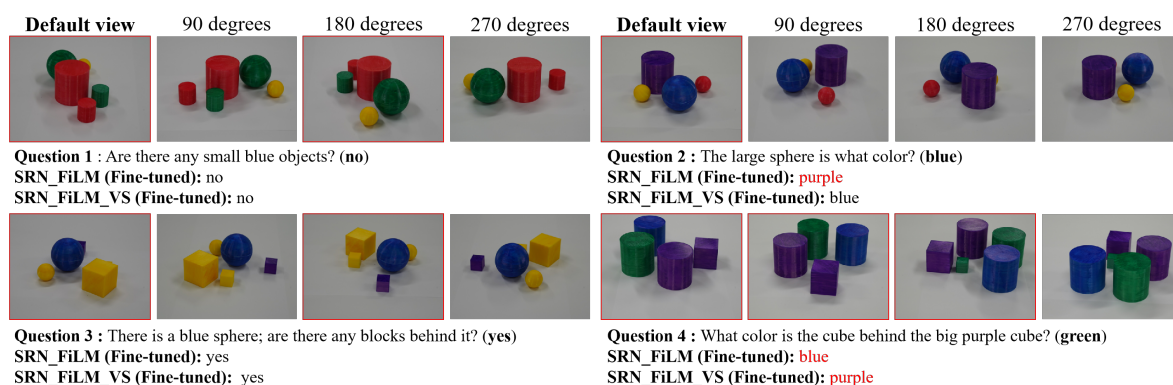 Default view 90 degrees 180 degrees 270 degrees
Question 1 : Are there any small blue objects? (no)
SRN_FiLM (Fine-tuned): no
SRN_FiLM_VS (Fine-tuned): no
Default view 90 degrees 180 degrees 270 degrees
Question 2 : The large sphere is what color? (blue)
SRN_FiLM (Fine-tuned): purple
SRN_FiLM_VS (Fine-tuned): blue
Question 3 : There is a blue sphere; are there any blocks behind it? (yes)
SRN_FiLM (Fine-tuned): yes
SRN_FiLM_VS (Fine-tuned): yes
Question 4 : What color is the cube behind the big purple cube? (green)
SRN_FiLM (Fine-tuned): blue
SRN_FiLM_VS (Fine-tuned): purple